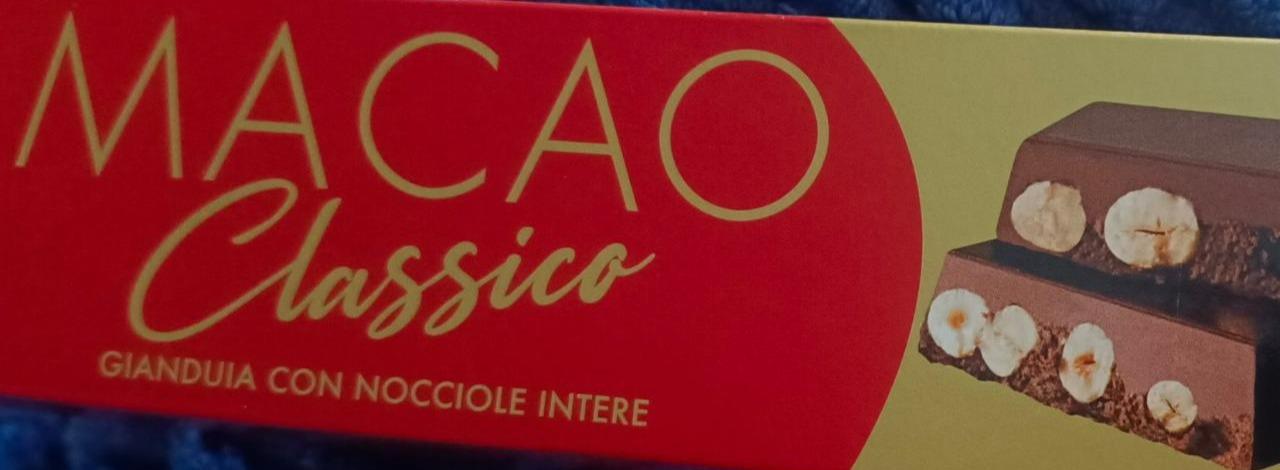 MACAO
Classico
GIANDUIA CON NOCCIOLE INTERE